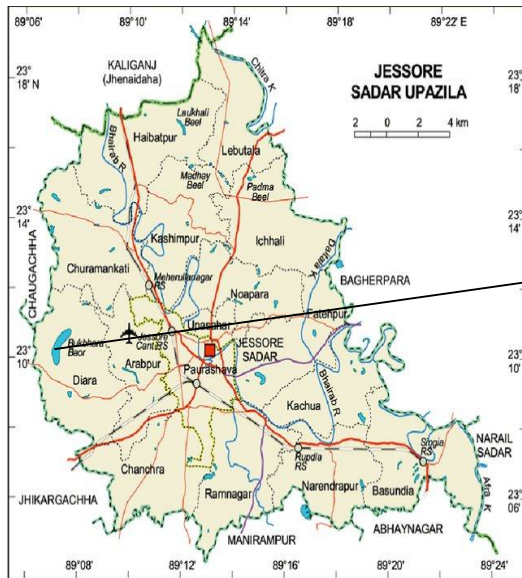 89°06'
89°10'
89°14'
89°18'
89°22' E
23°
18' N
KALIGANJ
(Jhenaidaha)
Chitra K
JESSORE
SADAR UPAZILA
2 0 2 4 km
Laukhali
Beel
Haibatpur
Bhairab R
Lebutala
Madhay
Beel
Padma
Beel
23°
14'
23°
14'
Kashimpur
Ichhali
Daitala K
CHAUGACHHA
Churamankati
Meherullanagar
RS
BAGHERPARA
Noapara
Fatehpur
Upasahar
Bukbhara
Baor
Jessore
Cant. RS
JESSORE
SADAR
23°
10'
23°
10'
Arabpur
Paurashava
Diara
Kachua
Bhairab R
Chanchra
Rupdia
RS
Singia
RS
NARAIL
SADAR
JHIKARGACHHA
Ramnagar
Narendrapur
Basundia
Afra K
23°
06'
MANIRAMPUR
ABHAYNAGAR
89°08'
89°12'
89°16'
89°20'
89°24'